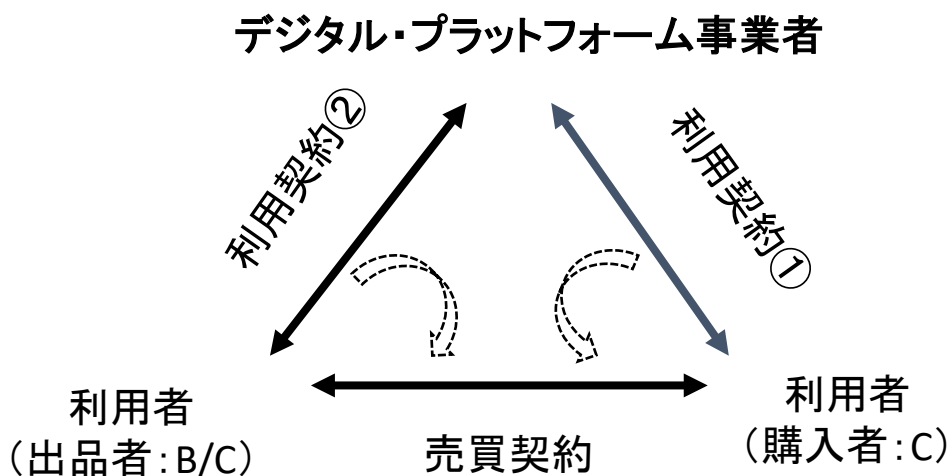 デジタル・プラットフォーム事業者
利用契約②
利用契約①
利用者
（出品者：B/C）
売買契約
利用者
（購入者：C）